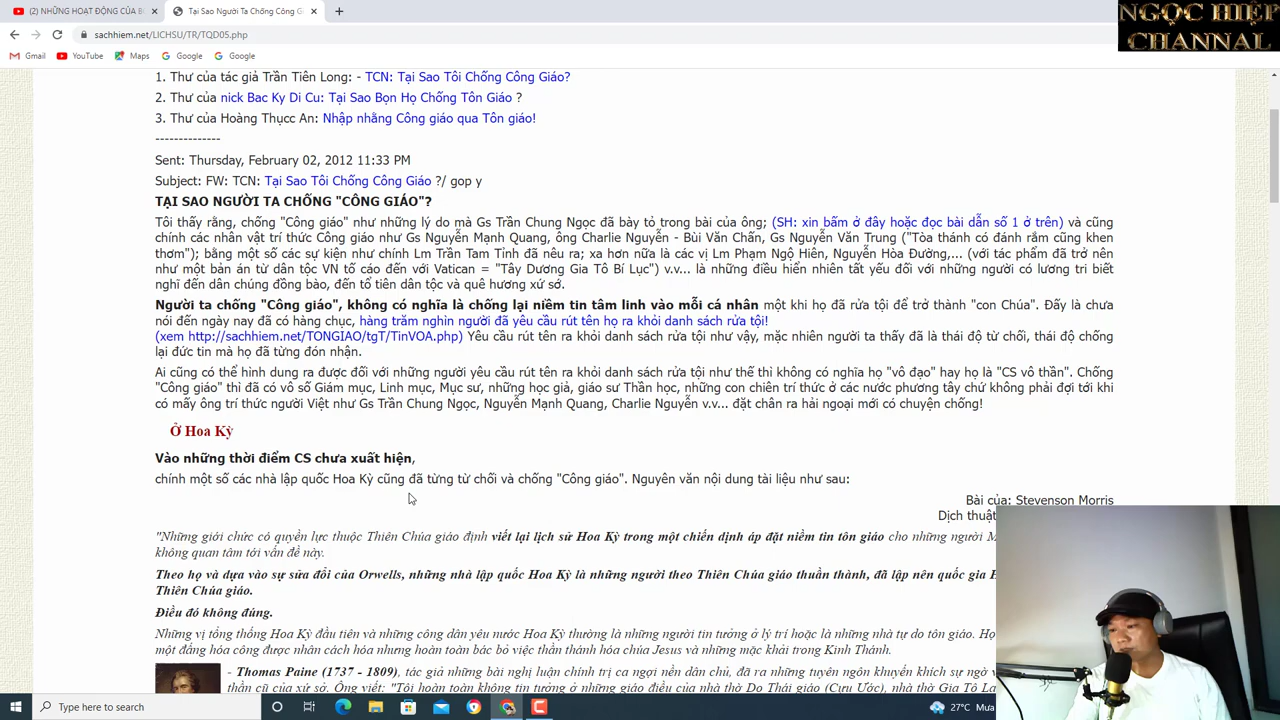 (2) NHỮNG HOẠT ĐỘNG CỦA B
Tại Sao Người Ta Chống Công Gi
NGỌC HIỆP
CHANNAL
sachhiem.net/LICHSU/TR/TQD05.php
Gmail YouTube Maps Google Google
1. Thư của tác giả Trần Tiên Long: - TCN: Tại Sao Tôi Chống Công Giáo?
2. Thư của nick Bac Ky Di Cu: Tại Sao Bọn Họ Chống Tôn Giáo ?
3. Thư của Hoàng Thụcc An: Nhập nhằng Công giáo qua Tôn giáo!
--------------
Sent: Thursday, February 02, 2012 11:33 PM
Subject: FW: TCN: Tại Sao Tôi Chống Công Giáo ?/ gop y
TẠI SAO NGƯỜI TA CHỐNG "CÔNG GIÁO"?
Tôi thấy rằng, chống "Công giáo" như những lý do mà Gs Trần Chung Ngọc đã bày tỏ trong bài của ông; (SH: xin bấm ở đây hoặc đọc bài dẫn số 1 ở trên) và cũng
chính các nhân vật trí thức Công giáo như Gs Nguyễn Mạnh Quang, ông Charlie Nguyễn - Bùi Văn Chấn, Gs Nguyễn Văn Trung ("Tòa thánh có đánh rắm cũng khen
thơm"); bằng một số các sự kiện như chính Lm Trần Tam Tỉnh đã nêu ra; xa hơn nữa là các vị Lm Phạm Ngộ Hiên, Nguyễn Hòa Đường,... (với tác phẩm đã trở nên
như một bản án từ dân tộc VN tố cáo đến với Vatican = "Tây Dương Gia Tô Bí Lục") v.v... là những điều hiển nhiên tất yếu đối với những người có lương tri biết
nghĩ đến dân chúng đồng bào, đến tổ tiên dân tộc và quê hương xứ sở.
Người ta chống "Công giáo", không có nghĩa là chống lại niềm tin tâm linh vào mỗi cá nhân một khi họ đã rửa tội để trở thành "con Chúa". Đấy là chưa
nói đến ngày nay đã có hàng chục, hàng trăm nghìn người đã yêu cầu rút tên họ ra khỏi danh sách rửa tội!
(xem http://sachhiem.net/TONGIAO/tgT/TinVOA.php) Yêu cầu rút tên ra khỏi danh sách rửa tội như vậy, mặc nhiên người ta thấy đã là thái độ từ chối, thái độ chống
lại đức tin mà họ đã từng đón nhận.
Ai cũng có thể hình dung ra được đối với những người yêu cầu rút tên ra khỏi danh sách rửa tội như thế thì không có nghĩa họ "vô đạo" hay họ là "CS vô thần". Chống
"Công giáo" thì đã có vô số Giám mục, Linh mục, Mục sư, những học giả, giáo sư Thần học, những con chiên trí thức ở các nước phương tây chứ không phải đợi tới khi
có mấy ông trí thức người Việt như Gs Trần Chung Ngọc, Nguyễn Mạnh Quang, Charlie Nguyễn v.v... đặt chân ra hải ngoại mới có chuyện chống!
Ở Hoa Kỳ
Vào những thời điểm CS chưa xuất hiện,
chính một số các nhà lập quốc Hoa Kỳ cũng đã từng từ chối và chống "Công giáo". Nguyên văn nội dung tài liệu như sau:
Bài của: Stevenson Morris
Dịch thuật
"Những giới chức có quyền lực thuộc Thiên Chúa giáo định viết lại lịch sử Hoa Kỳ trong một chiến dịnh áp đặt niềm tin tôn giáo cho những người M
không quan tâm tới vấn đề này.
Theo họ và dựa vào sự sửa đổi của Orwells, những nhà lập quốc Hoa Kỳ là những người theo Thiên Chúa giáo thuần thành, đã lập nên quốc gia H
Thiên Chúa giáo.
Điều đó không đúng.
Những vị tổng thống Hoa Kỳ đầu tiên và những công dân yêu nước Hoa Kỳ thường là những người tin tưởng ở lý trí hoặc là những nhà tự do tôn giáo. Họ
một đấng hóa công được nhân cách hóa nhưng hoàn toàn bác bỏ việc thần thánh hóa chúa Jesus và những mặc khải trong Kinh Thánh.
- Thomas Paine (1737 - 1809), tác giả những bài nghị luận chính trị ca ngợi nền dân chủ, đã ra những tuyên ngôn khuyến khích sự ngờ v
thần cũ của xứ sở. Ông viết: "Tôi hoàn toàn không tin tưởng ở những giáo điều của nhà thờ Do Thái giáo (Cựu Ước), nhà thờ Gia Tô La
Type here to search
27°C Mưa